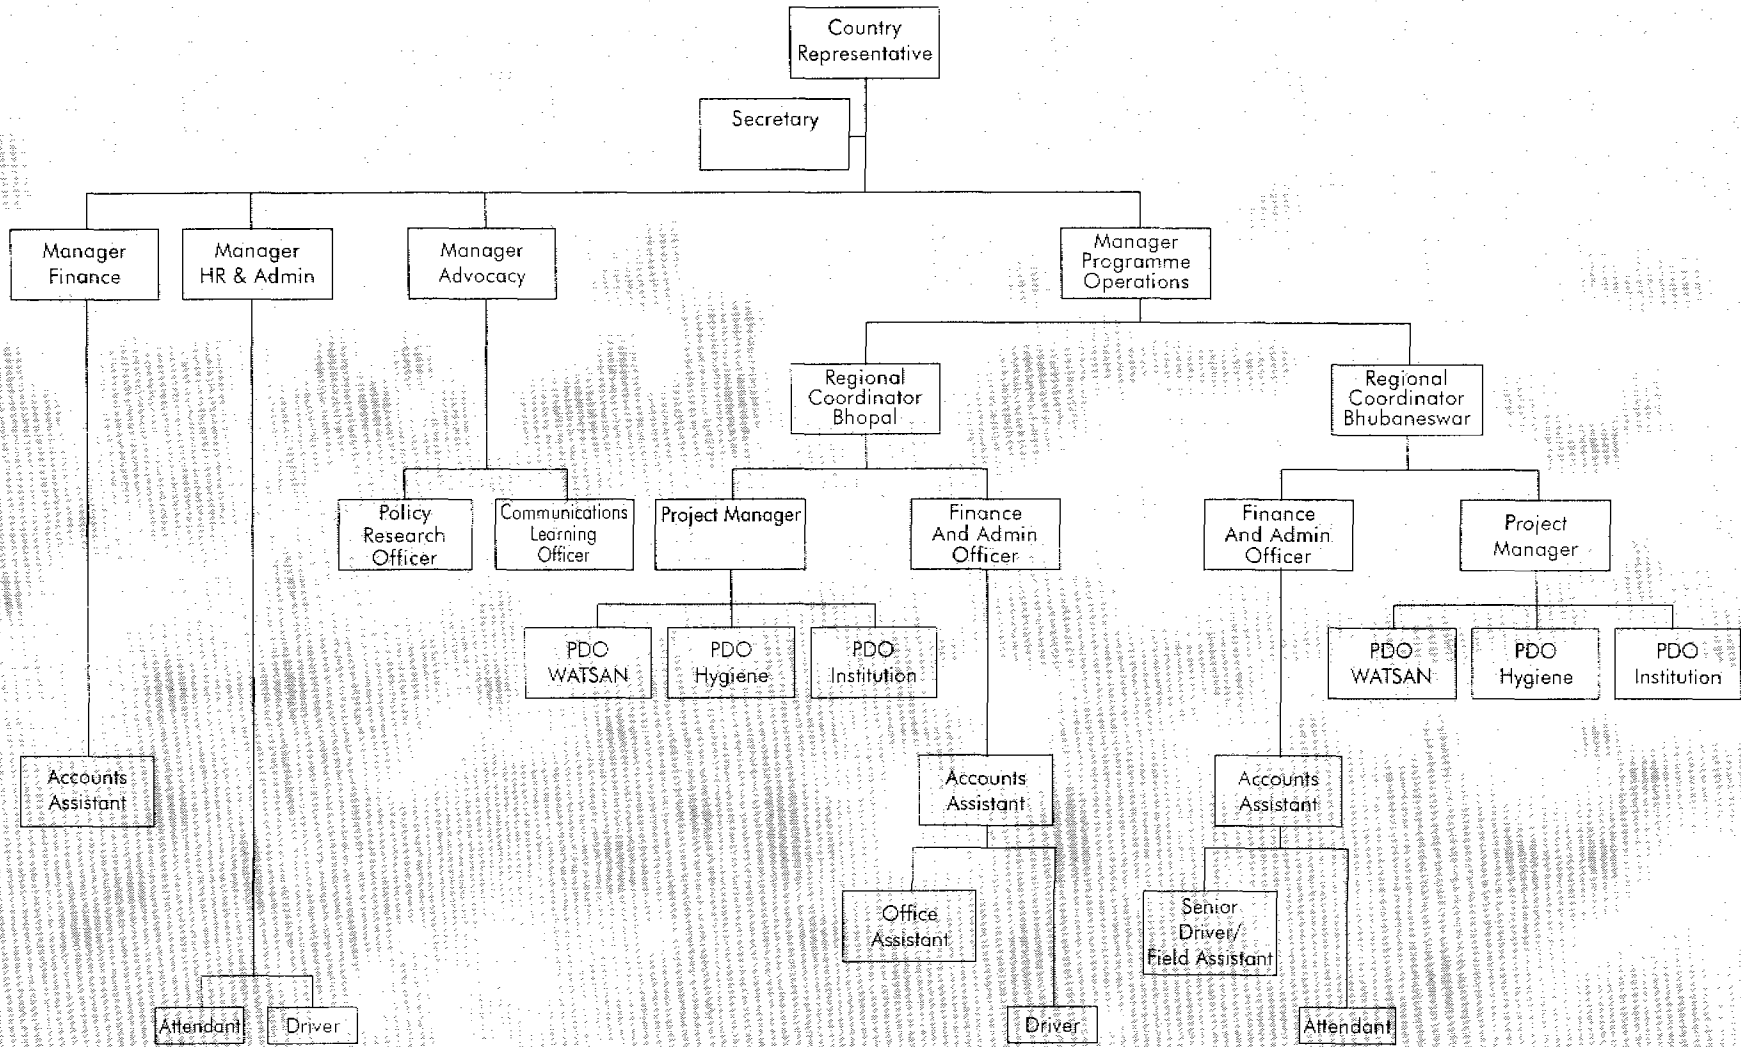 Country
Representative
Secretary
Manager
Finance
Manager
HR & Admin
Manager
Advocacy
Manager
Programme
Operations
Regional
Coordinator
Bhopal
Regional
Coordinator
Bhubaneswar
Policy
Research
Officer
Communications
Learning
Officer
Project Manager
Finance
And Admin
Officer
Finance
And Admin
Officer
Project
Manager
PDO
WATSAN
PDO
Hygiene
PDO
Institution
PDO
WATSAN
PDO
Hygiene
PDO
Institution
Accounts
Assistant
Accounts
Assistant
Accounts
Assistant
Office
Assistant
Senior
Driver/
Field Assistant
Attendant
Driver
Driver
Attendant